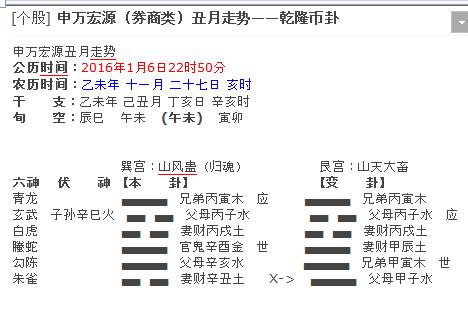 [个股] 申万宏源（券商类）丑月走势——乾隆币卦
申万宏源丑月走势
公历时间：2016年1月6日22时50分
农历时间：乙未年 十一月 二十七日 亥时
干　　支：乙未年 己丑月 丁亥日 辛亥时
旬　　空：辰巳 午未 (午未) 寅卯
巽宫：山风蛊 (归魂) 艮宫：山天大畜
六神 伏 神 【本 卦】 【变 卦】
青龙 兄弟丙寅木 应 兄弟丙寅木
玄武 子孙辛巳火 父母丙子水 父母丙子水 应
白虎 妻财丙戌土 妻财丙戌土
螣蛇 官鬼辛酉金 世 妻财甲辰土
勾陈 父母辛亥水 兄弟甲寅木 世
朱雀 妻财辛丑土 X-> 父母甲子水